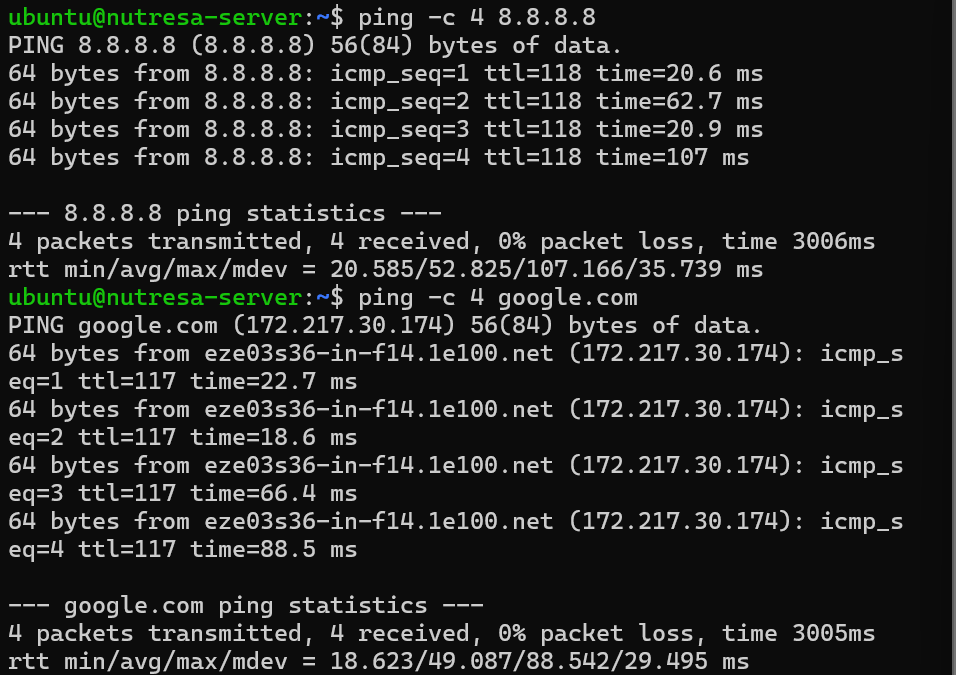 ubuntu@nutresa-server:~$ ping -c 4 8.8.8.8
PING 8.8.8.8 (8.8.8.8) 56(84) bytes of data.
64 bytes from 8.8.8.8: icmp_seq=1 ttl=118 time=20.6 ms
64 bytes from 8.8.8.8: icmp_seq=2 ttl=118 time=62.7 ms
64 bytes from 8.8.8.8: icmp_seq=3 ttl=118 time=20.9 ms
64 bytes from 8.8.8.8: icmp_seq=4 ttl=118 time=107 ms

--- 8.8.8.8 ping statistics ---
4 packets transmitted, 4 received, 0% packet loss, time 3006ms
rtt min/avg/max/mdev = 20.585/52.825/107.166/35.739 ms
ubuntu@nutresa-server:~$ ping -c 4 google.com
PING google.com (172.217.30.174) 56(84) bytes of data.
64 bytes from eze03s36-in-f14.1e100.net (172.217.30.174): icmp_s
eq=1 ttl=117 time=22.7 ms
64 bytes from eze03s36-in-f14.1e100.net (172.217.30.174): icmp_s
eq=2 ttl=117 time=18.6 ms
64 bytes from eze03s36-in-f14.1e100.net (172.217.30.174): icmp_s
eq=3 ttl=117 time=66.4 ms
64 bytes from eze03s36-in-f14.1e100.net (172.217.30.174): icmp_s
eq=4 ttl=117 time=88.5 ms

--- google.com ping statistics ---
4 packets transmitted, 4 received, 0% packet loss, time 3005ms
rtt min/avg/max/mdev = 18.623/49.087/88.542/29.495 ms